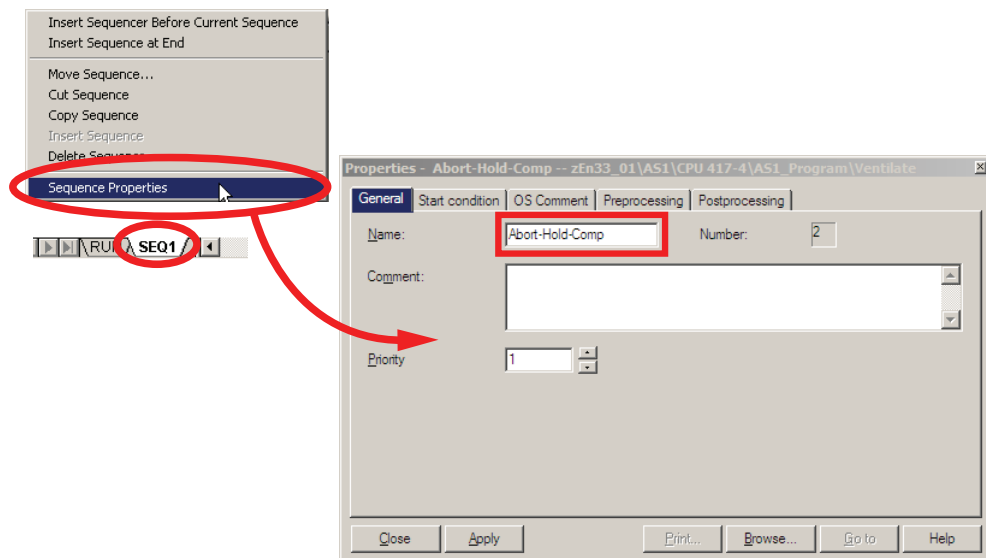 Insert Sequencer Before Current Sequence
Insert Sequence at End
Move Sequence...
Cut Sequence
Copy Sequence
Insert Sequence
Delete Sequence
Sequence Properties
RUN SEQ1
Properties - Abort-Hold-Comp -- zEn33_01\AS1\CPU 417-4\AS1_Program\Ventilate
General Start condition OS Comment Preprocessing Postprocessing
Name: Abort-Hold-Comp Number: 2
Comment:
Priority 1
Close Apply Print... Browse... Go to Help